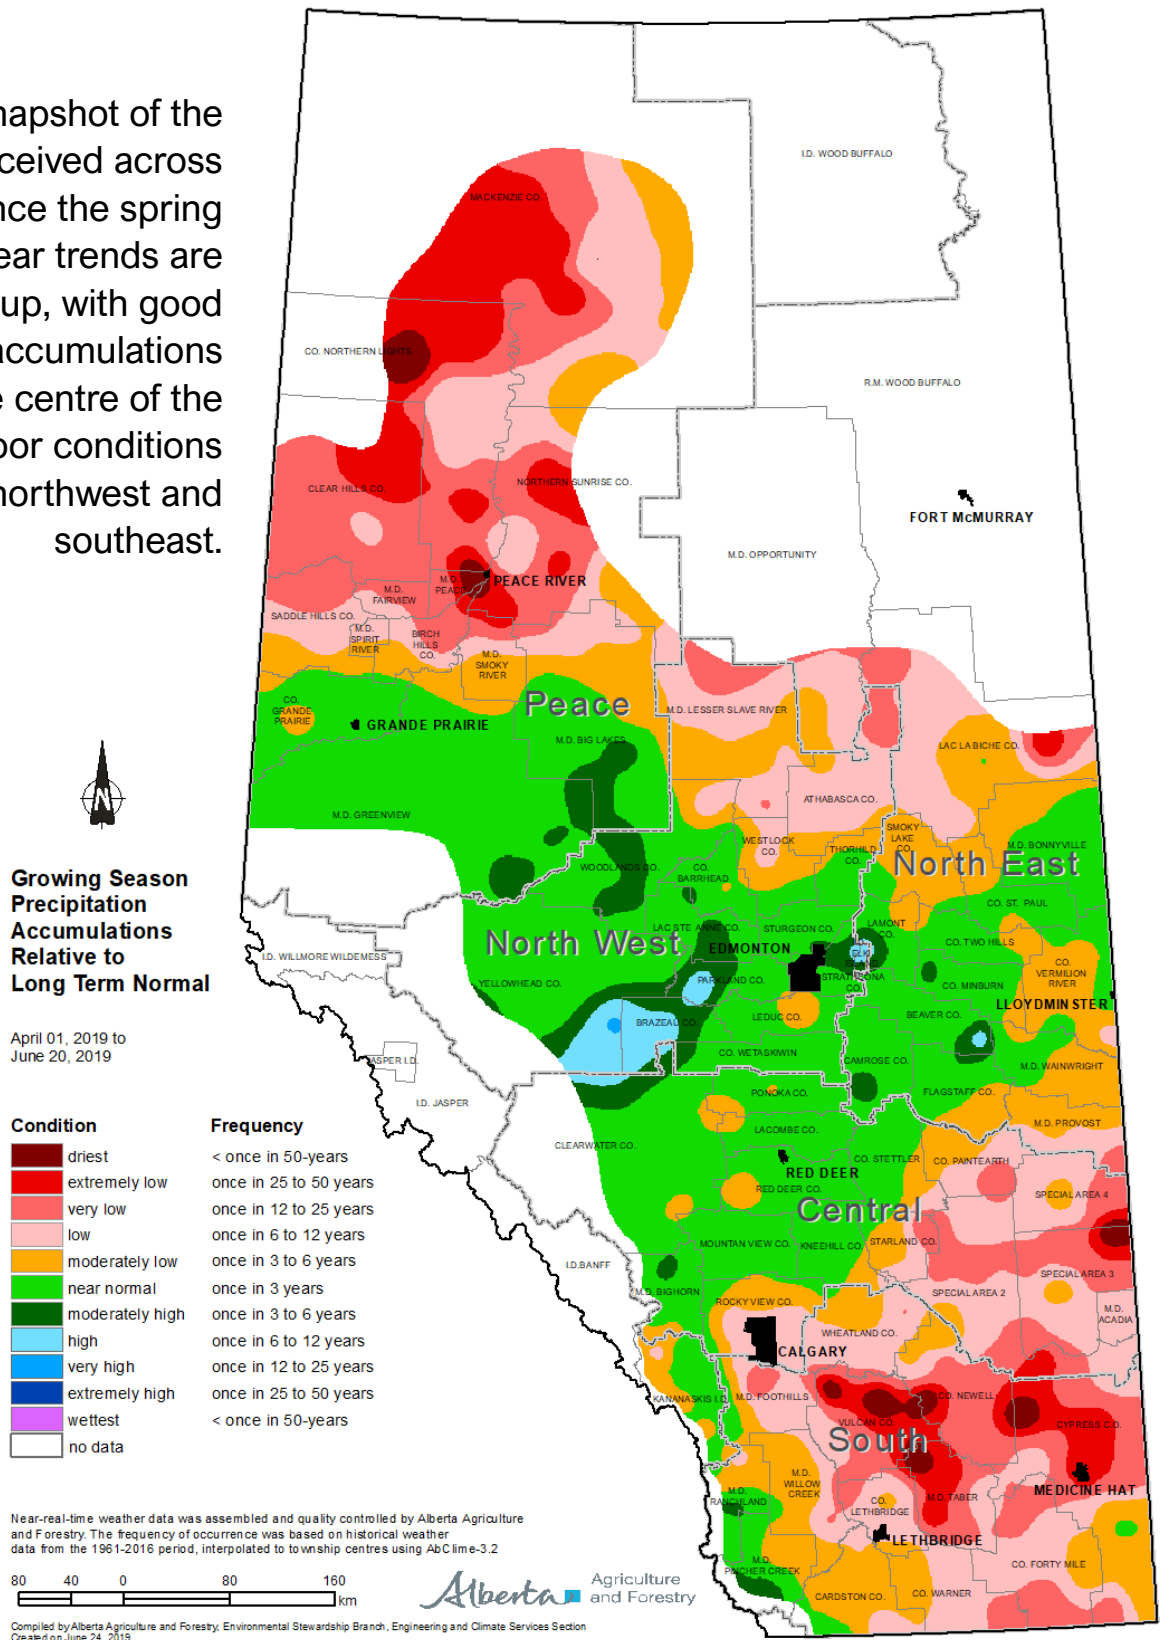 napshot of the
ceived across
nce the spring
ear trends are
up, with good
accumulations
e centre of the
oor conditions
northwest and
southeast.
I.D. WOOD BUFFALO
MACKENZIE CO.
CO. NORTHERN LIGHTS
R.M. WOOD BUFFALO
CLEAR HILLS CO.
NORTHERN SUNRISE CO.
FORT McMURRAY
M.D. OPPORTUNITY
M.D.
PEACE
PEACE RIVER
M.D.
FAIRVIEW
SADDLE HILLS CO.
M.D.
SPIRIT
RIVER
BIRCH
HILLS
CO.
M.D.
SMOKY
RIVER
Peace
CO.
GRANDE
PRAIRIE
GRANDE PRAIRIE
M.D. LESSER SLAVE RIVER
M.D. BIG LAKES
LAC LA BICHE CO.
N
M.D. GREENVIEW
ATHABASCA CO.
WESTLOCK
CO.
THORHILD
CO.
SMOKY
LAKE
CO.
M.D. BONNYVILLE
North East
WOODLANDS CO.
CO.
BARRHEAD
CO. ST. PAUL
Growing Season
Precipitation
Accumulations
Relative to
Long Term Normal
LAC STE ANNE CO.
STURGEON CO.
LAMONT
CO.
North West
EDMONTON
CO. TWO HILLS
ELK
ISLAND
I.D. WILLMORE WILDERNESS
YELLOWHEAD CO.
PARKLAND CO.
STRATHCONA
CO.
CO. MINBURN
CO.
VERMILION
RIVER
LLOYDMINSTER
BRAZEAU CO.
LEDUC CO.
BEAVER CO.
April 01, 2019 to
June 20, 2019
JASPER I.D.
CO. WETASKIWIN
CAMROSE CO.
M.D. WAINWRIGHT
I.D. JASPER
PONOKA CO.
FLAGSTAFF CO.
M.D. PROVOST
CLEARWATER CO.
LACOMBE CO.
CO. STETTLER
CO. PAINTEARTH
RED DEER
RED DEER CO.
SPECIAL AREA 4
Central
MOUNTAIN VIEW CO.
KNEEHILL CO.
STARLAND CO.
I.D.BANFF
SPECIAL AREA 3
M.D. BIGHORN
SPECIAL AREA 2
ROCKY VIEW CO.
M.D.
ACADIA
WHEATLAND CO.
CALGARY
KANANASKIS I.D.
M.D. FOOTHILLS
CO. NEWELL
VULCAN CO.
CYPRESS C.O.
South
M.D.
WILLOW
CREEK
M.D.
RANCHLAND
CO.
LETHBRIDGE
M.D. TABER
MEDICINE HAT
LETHBRIDGE
M.D.
PINCHER CREEK
CO. FORTY MILE
CARDSTON CO.
CO. WARNER
Condition Frequency
driest < once in 50-years
extremely low once in 25 to 50 years
very low once in 12 to 25 years
low once in 6 to 12 years
moderately low once in 3 to 6 years
near normal once in 3 years
moderately high once in 3 to 6 years
high once in 6 to 12 years
very high once in 12 to 25 years
extremely high once in 25 to 50 years
wettest < once in 50-years
no data
Near-real-time weather data was assembled and quality controlled by Alberta Agriculture
and Forestry. The frequency of occurrence was based on historical weather
data from the 1961-2016 period, interpolated to township centres using AbClime-3.2
80 40 0 80 160
km
Alberta Agriculture
and Forestry
Compiled by Alberta Agriculture and Forestry, Environmental Stewardship Branch, Engineering and Climate Services Section
Created on June 24, 2019